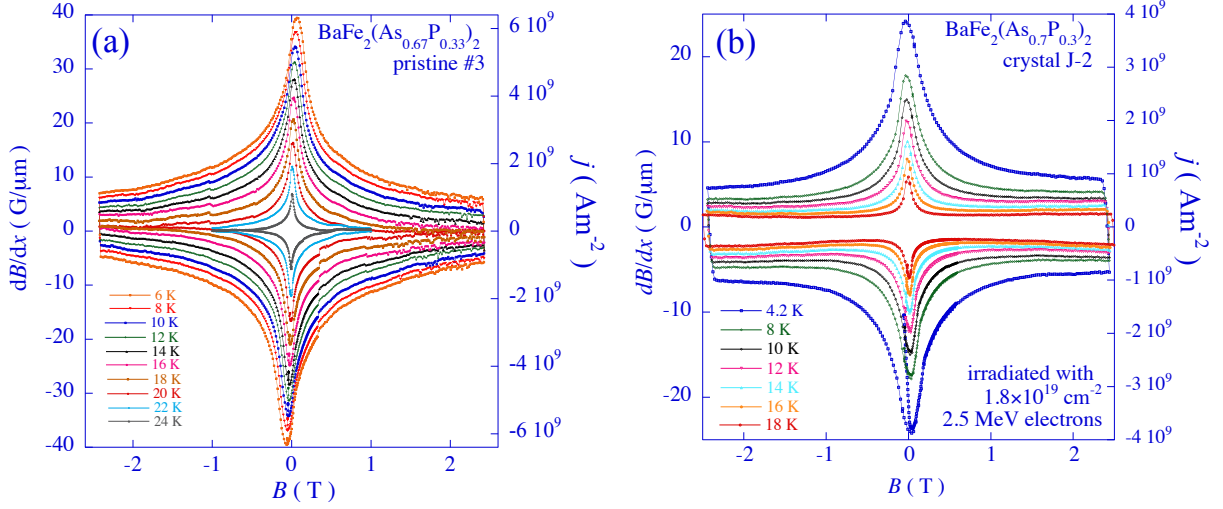 (a)
BaFe₂(As₀.₆₇P₀.₃₃)₂
pristine #3
40
30
20
10
0
-10
-20
-30
-40
dB/dx ( G/μm )
6 10⁹
4 10⁹
2 10⁹
0
-2 10⁹
-4 10⁹
-6 10⁹
j ( Am⁻² )
6 K
8 K
10 K
12 K
14 K
16 K
18 K
20 K
22 K
24 K
-2
-1
0
1
2
B ( T )
(b)
BaFe₂(As₀.₇P₀.₃)₂
crystal J-2
20
10
0
-10
-20
dB/dx ( G/μm )
4 10⁹
3 10⁹
2 10⁹
1 10⁹
0
-1 10⁹
-2 10⁹
-3 10⁹
-4 10⁹
j ( Am⁻² )
4.2 K
8 K
10 K
12 K
14 K
16 K
18 K
irradiated with
1.8×10¹⁹ cm⁻²
2.5 MeV electrons
-2
-1
0
1
2
B ( T )